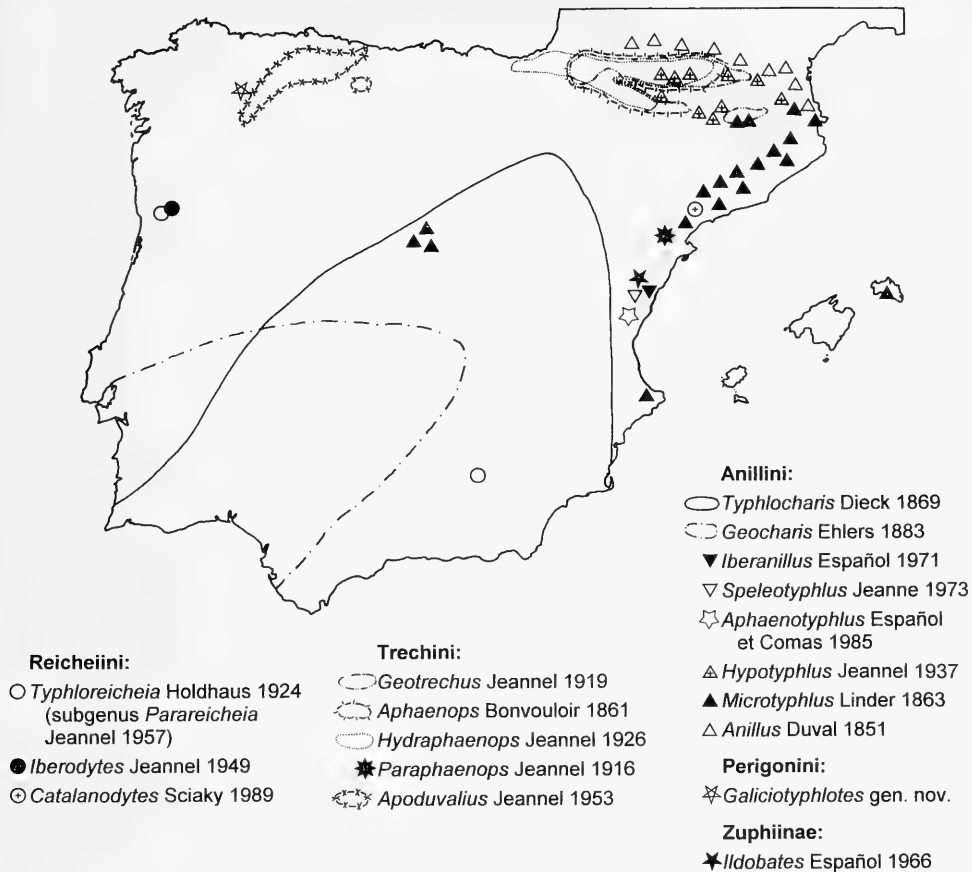 Reicheiini:
Typhloreicheia Holdhaus 1924
(subgenus Parareicheia
Jeannel 1957)
Iberodytes Jeannel 1949
Catalanodytes Sciaky 1989
Trechini:
Geotrechus Jeannel 1919
Aphaenops Bonvouloir 1861
Hydraphaenops Jeannel 1926
Paraphaenops Jeannel 1916
Apoduvalius Jeannel 1953
Anillini:
Typhlocharis Dieck 1869
Geocharis Ehlers 1883
Iberanillus Español 1971
Speleotyphlus Jeanne 1973
Aphaenotyphlus Español
et Comas 1985
Hypotyphlus Jeannel 1937
Microtyphlus Linder 1863
Anillus Duval 1851
Perigonini:
Galiciotyphlotes gen. nov.
Zuphiinae:
Ildobates Español 1966